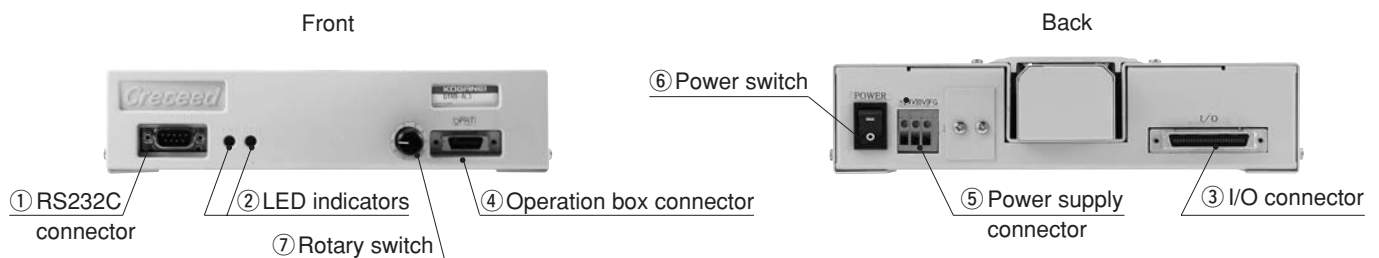 Front
Back
Creceed
KOGANEI
I/O
POWER
⑥Power switch
①RS232C
connector
②LED indicators
④Operation box connector
⑦Rotary switch
⑤Power supply
connector
③I/O connector